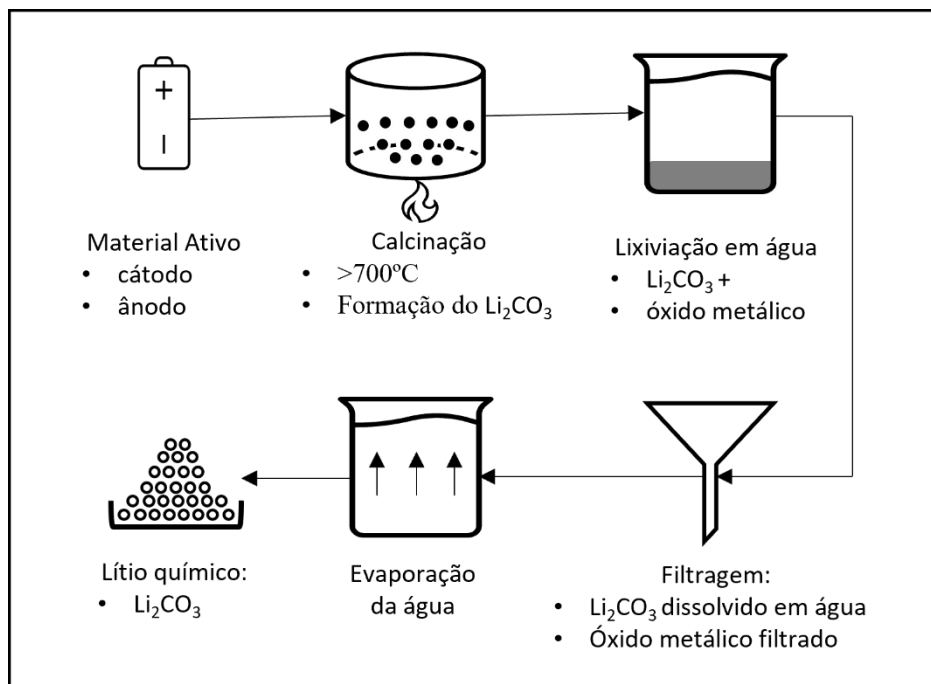 +
–
Material Ativo
• cátodo
• ânodo
Calcinação
• >700ºC
• Formação do Li₂CO₃
Lixiviação em água
• Li₂CO₃ +
• óxido metálico
Lítio químico:
• Li₂CO₃
Evaporação
da água
Filtragem:
• Li₂CO₃ dissolvido em água
• Óxido metálico filtrado